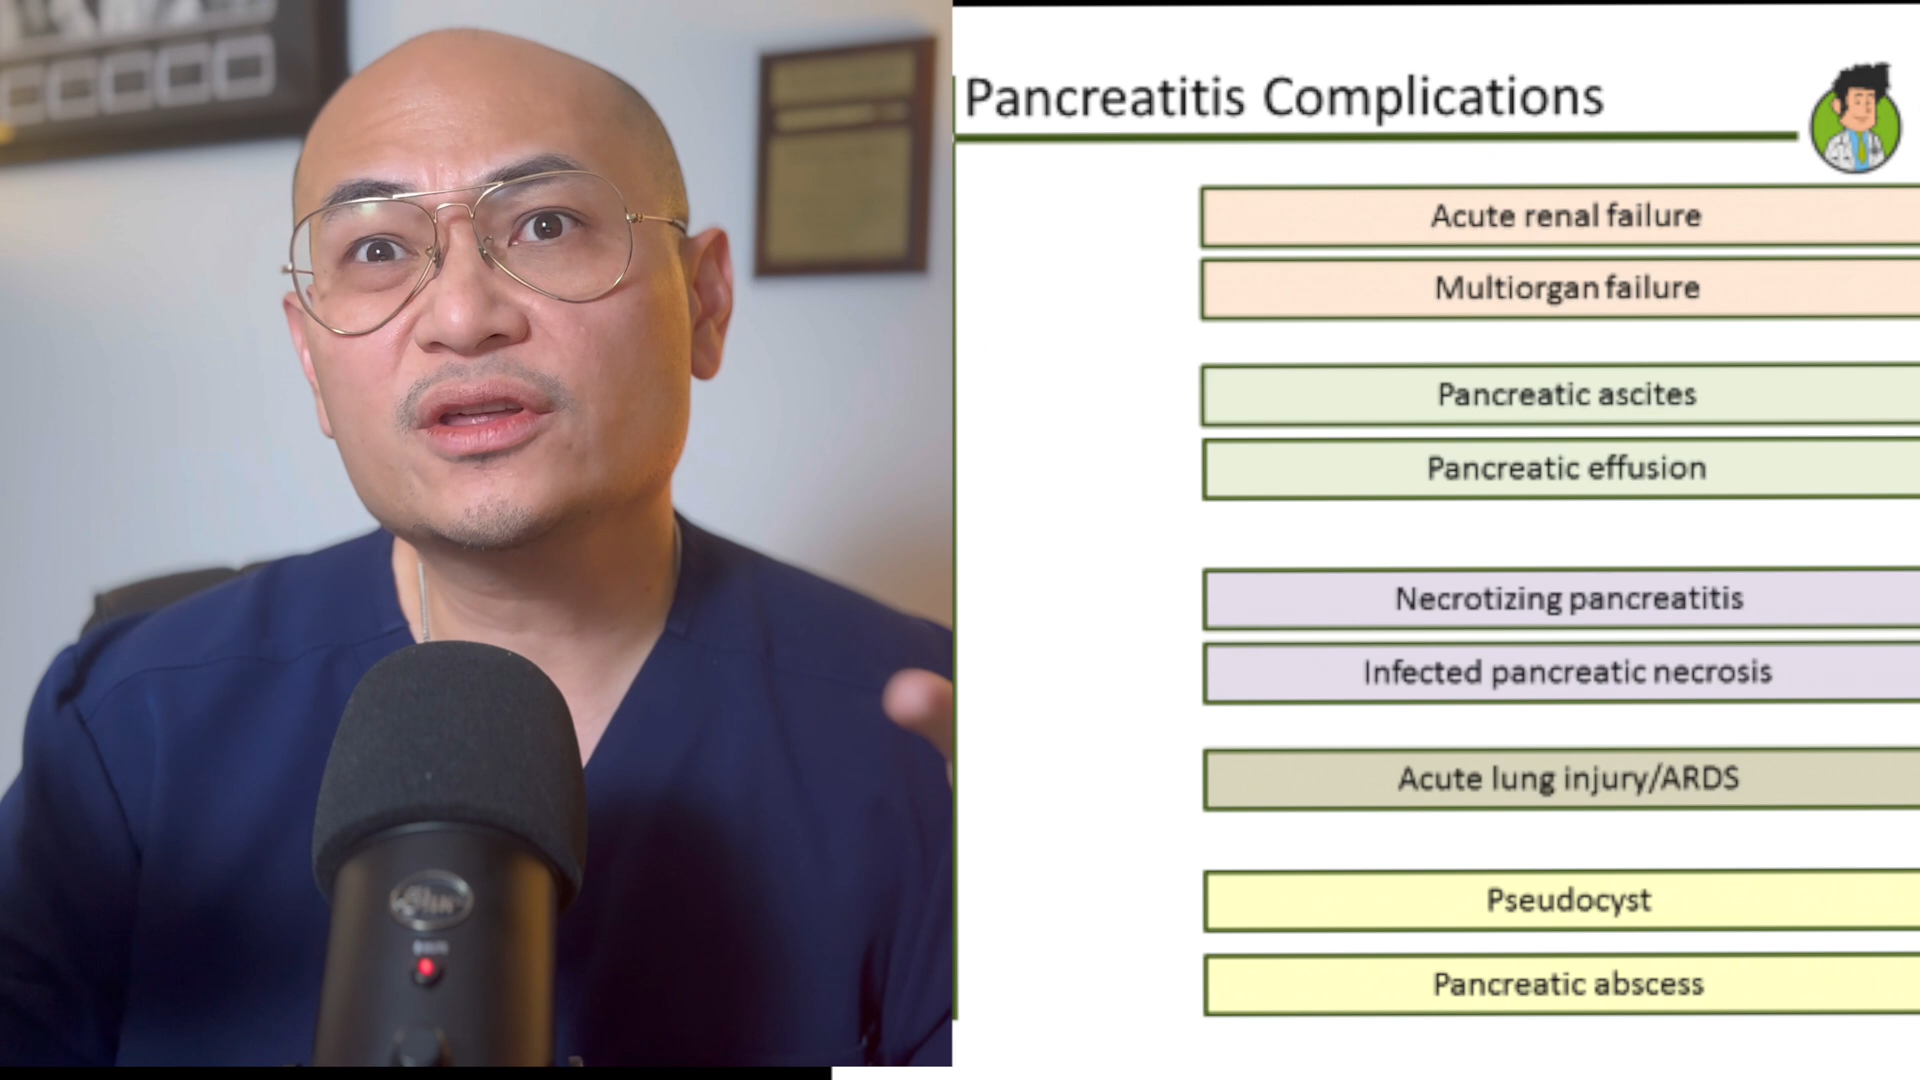 Pancreatitis Complications
Acute renal failure
Multiorgan failure
Pancreatic ascites
Pancreatic effusion
Necrotizing pancreatitis
Infected pancreatic necrosis
Acute lung injury/ARDS
Pseudocyst
Pancreatic abscess